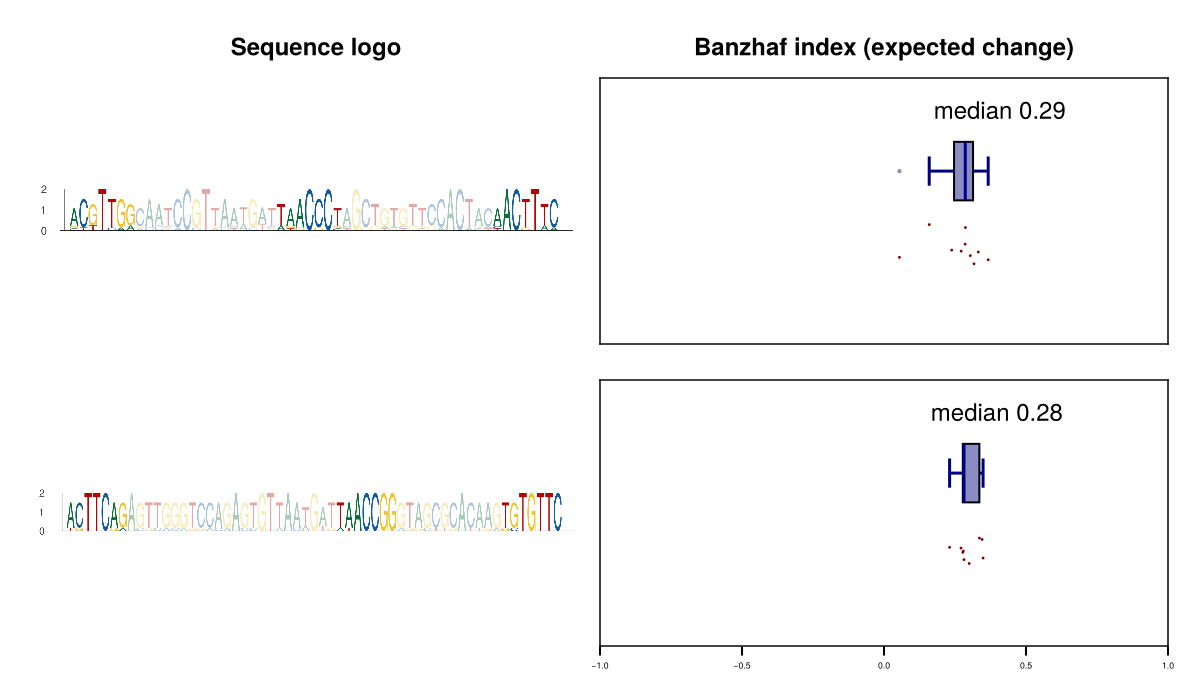 Sequence logo
Banzhaf index (expected change)
median 0.29
2
1
0
ACGTTGGCAATCCGTTAATGATTAACCCTAGCTGTGTTCCACTACAACTTTC
median 0.28
2
1
0
ACTTCAGAGTTGGGTCCAGAGTGTTAATGATTAACCGGGTAGCGCACAAGTGTGTTC
−1.0
−0.5
0.0
0.5
1.0